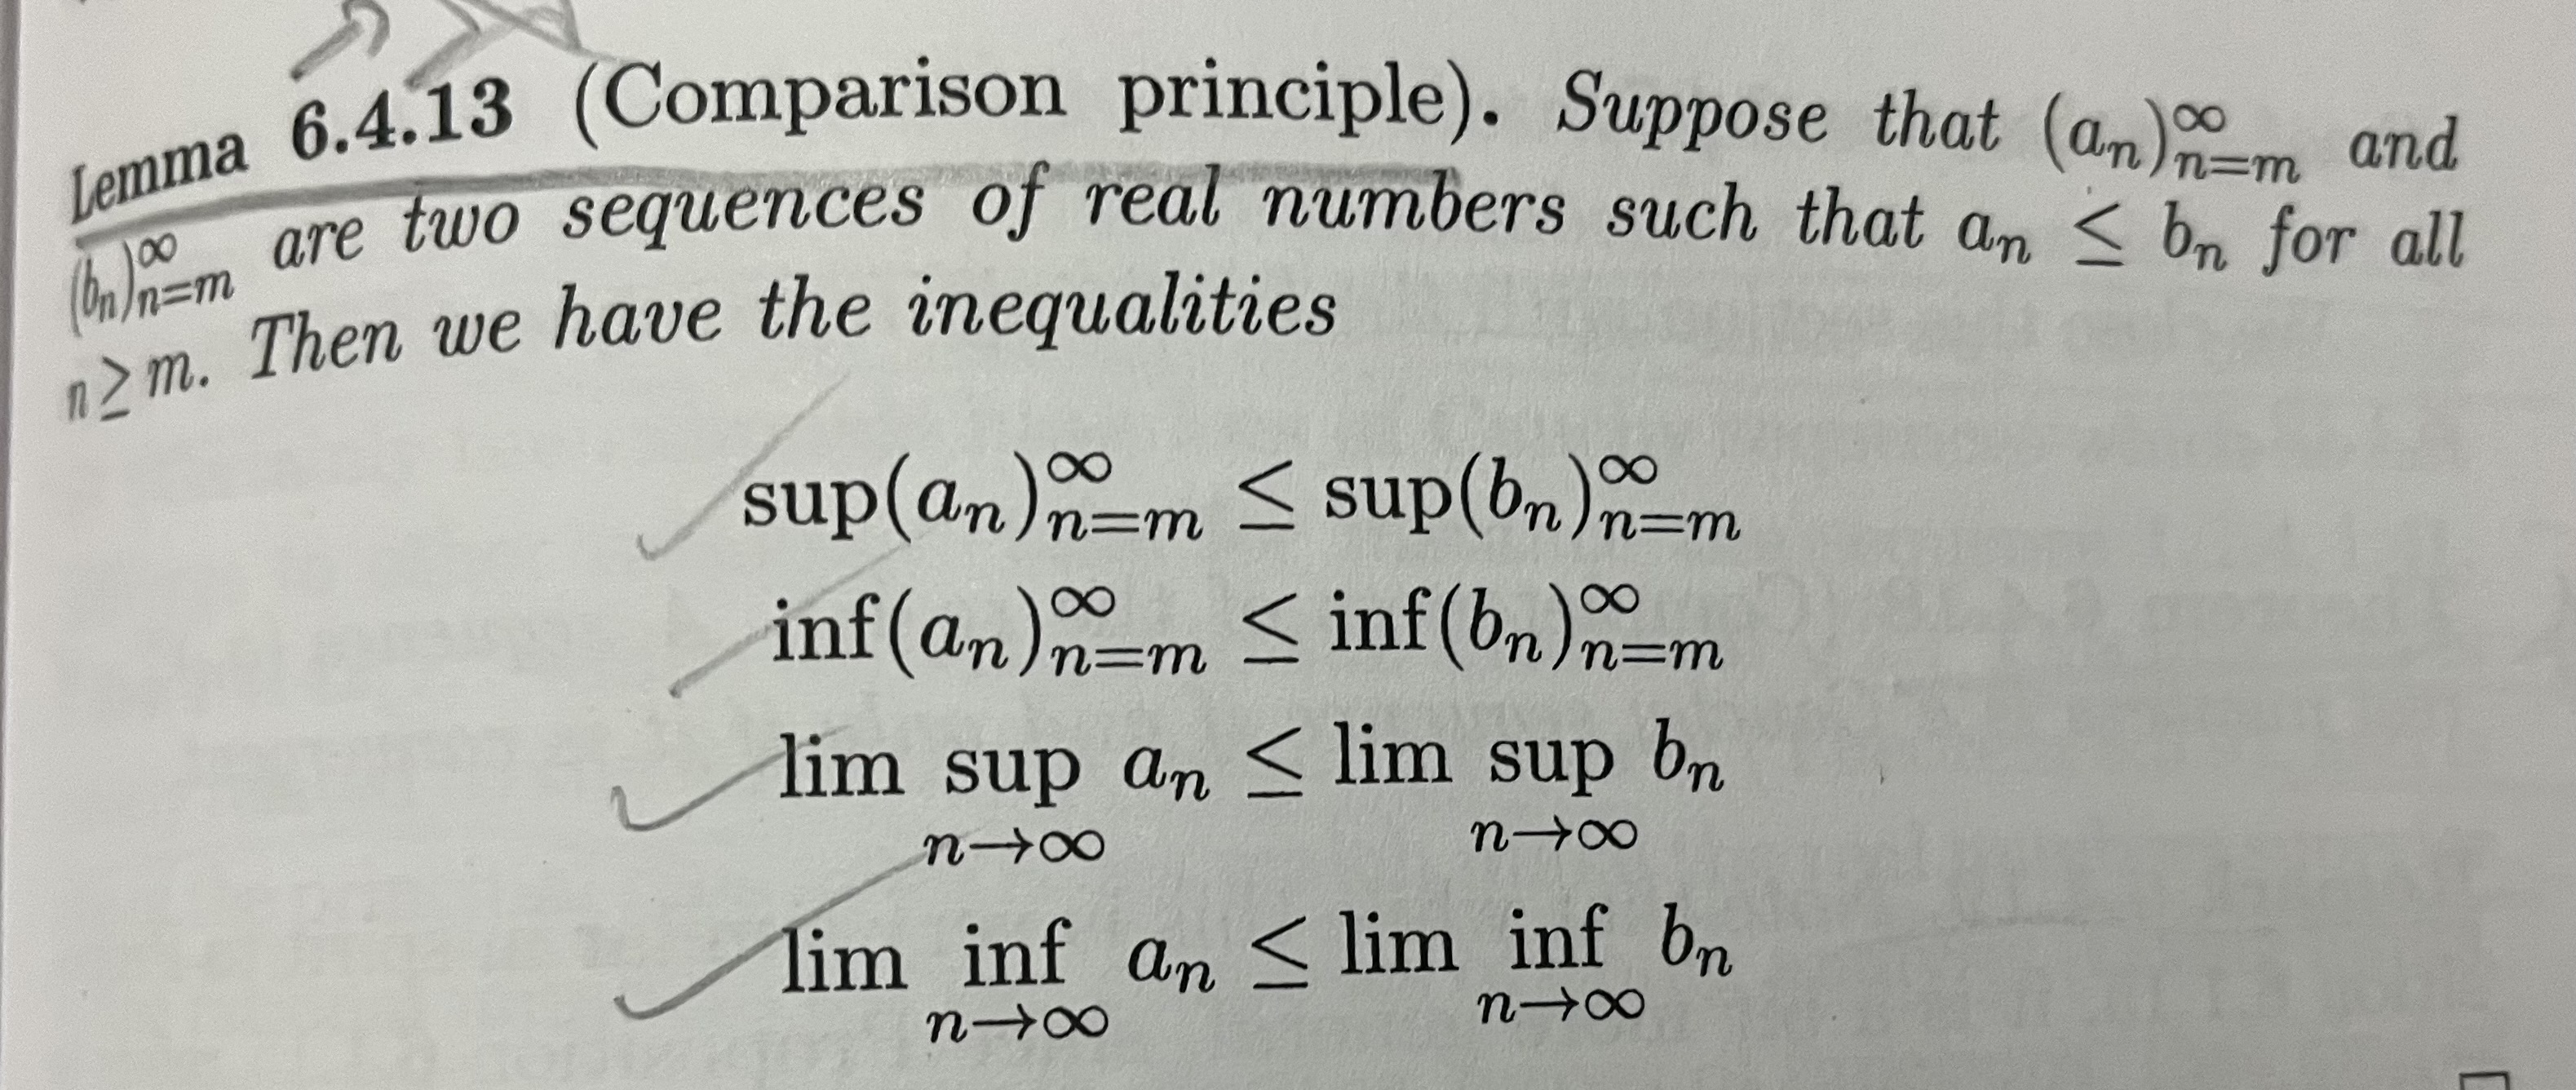 Lemma 6.4.13 (Comparison principle). Suppose that $(a_n)_{n=m}^{\infty}$ and
$(b_n)_{n=m}^{\infty}$ are two sequences of real numbers such that $a_n \leq b_n$ for all
$n \geq m$. Then we have the inequalities
$\sup(a_n)_{n=m}^{\infty} \leq \sup(b_n)_{n=m}^{\infty}$
$\inf(a_n)_{n=m}^{\infty} \leq \inf(b_n)_{n=m}^{\infty}$
$\limsup_{n \to \infty} a_n \leq \limsup_{n \to \infty} b_n$
$\liminf_{n \to \infty} a_n \leq \liminf_{n \to \infty} b_n$